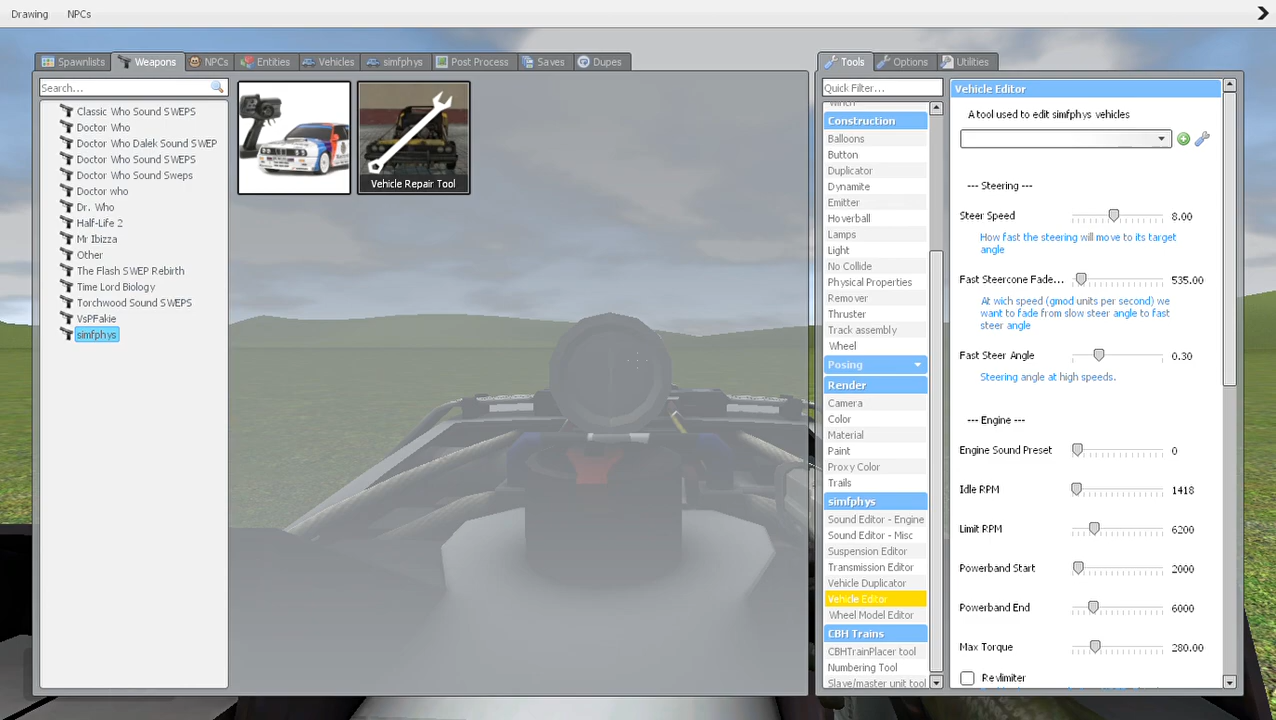 Drawing NPCs
Spawnlists Weapons NPCs Entities Vehicles simfphys Post Process Saves Dupes
Search...
Classic Who Sound SWEPS
Doctor Who
Doctor Who Dalek Sound SWEP
Doctor Who Sound SWEPS
Doctor Who Sound Sweps
Doctor who
Dr. Who
Half-Life 2
Mr Ibizza
Other
The Flash SWEP Rebirth
Time Lord Biology
Torchwood Sound SWEPS
VsPFakie
simfphys
Vehicle Repair Tool
Tools Options Utilities
Quick Filter...
Winch
Construction
Balloons
Button
Duplicator
Dynamite
Emitter
Hoverball
Lamps
Light
No Collide
Physical Properties
Remover
Thruster
Track assembly
Wheel
Posing
Render
Camera
Color
Material
Paint
Proxy Color
Trails
simfphys
Sound Editor - Engine
Sound Editor - Misc
Suspension Editor
Transmission Editor
Vehicle Duplicator
Vehicle Editor
Wheel Model Editor
CBH Trains
CBHTrainPlacer tool
Numbering Tool
Slave/master unit tool
Vehicle Editor
A tool used to edit simfphys vehicles
--- Steering ---
Steer Speed 8.00
How fast the steering will move to its target
angle
Fast Steercone Fade... 535.00
At wich speed (gmod units per second) we
want to fade from slow steer angle to fast
steer angle
Fast Steer Angle 0.30
Steering angle at high speeds.
--- Engine ---
Engine Sound Preset 0
Idle RPM 1418
Limit RPM 6200
Powerband Start 2000
Powerband End 6000
Max Torque 280.00
Revlimiter